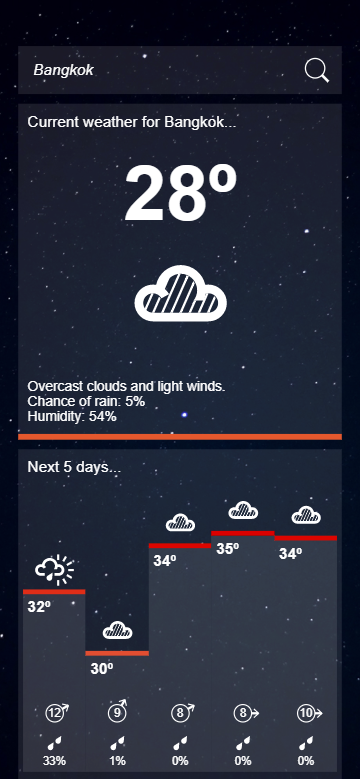 Bangkok
Current weather for Bangkok...
28º
Overcast clouds and light winds.
Chance of rain: 5%
Humidity: 54%
Next 5 days...
32º
30º
34º
35º
34º
12 9 8 8 10
33% 1% 0% 0% 0%